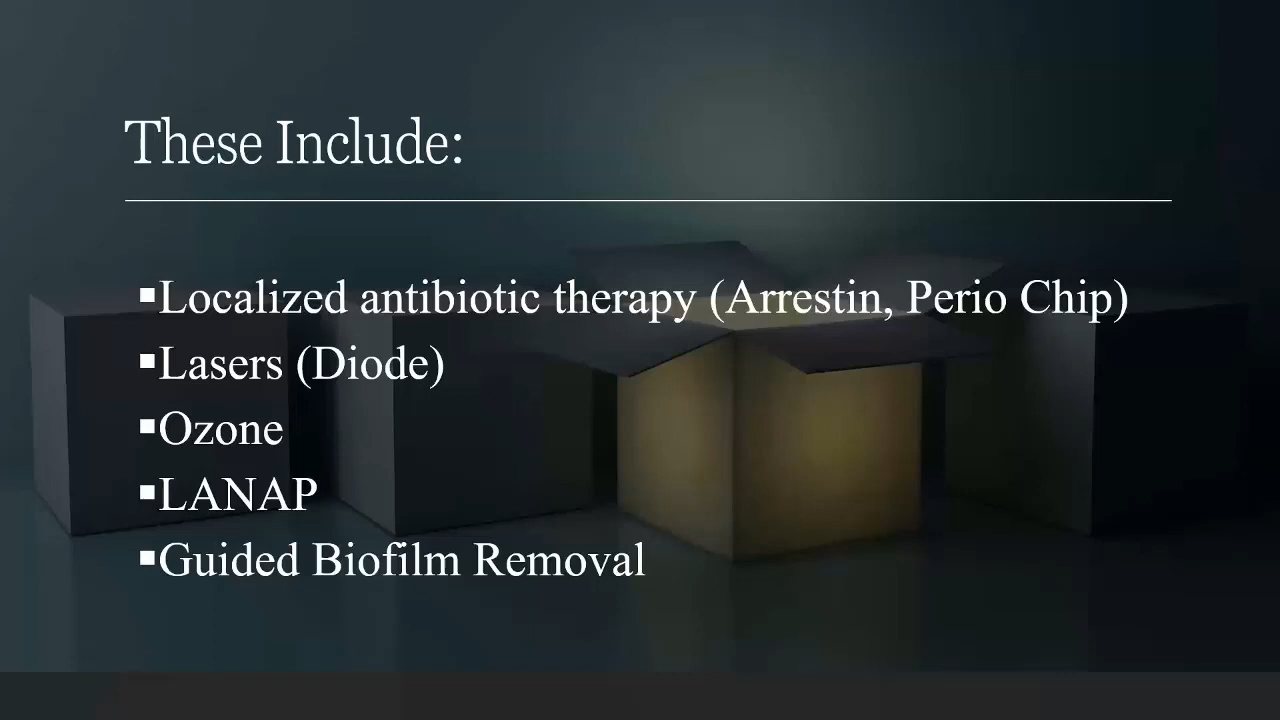 These Include:
▪Localized antibiotic therapy (Arrestin, Perio Chip)
▪Lasers (Diode)
▪Ozone
▪LANAP
▪Guided Biofilm Removal